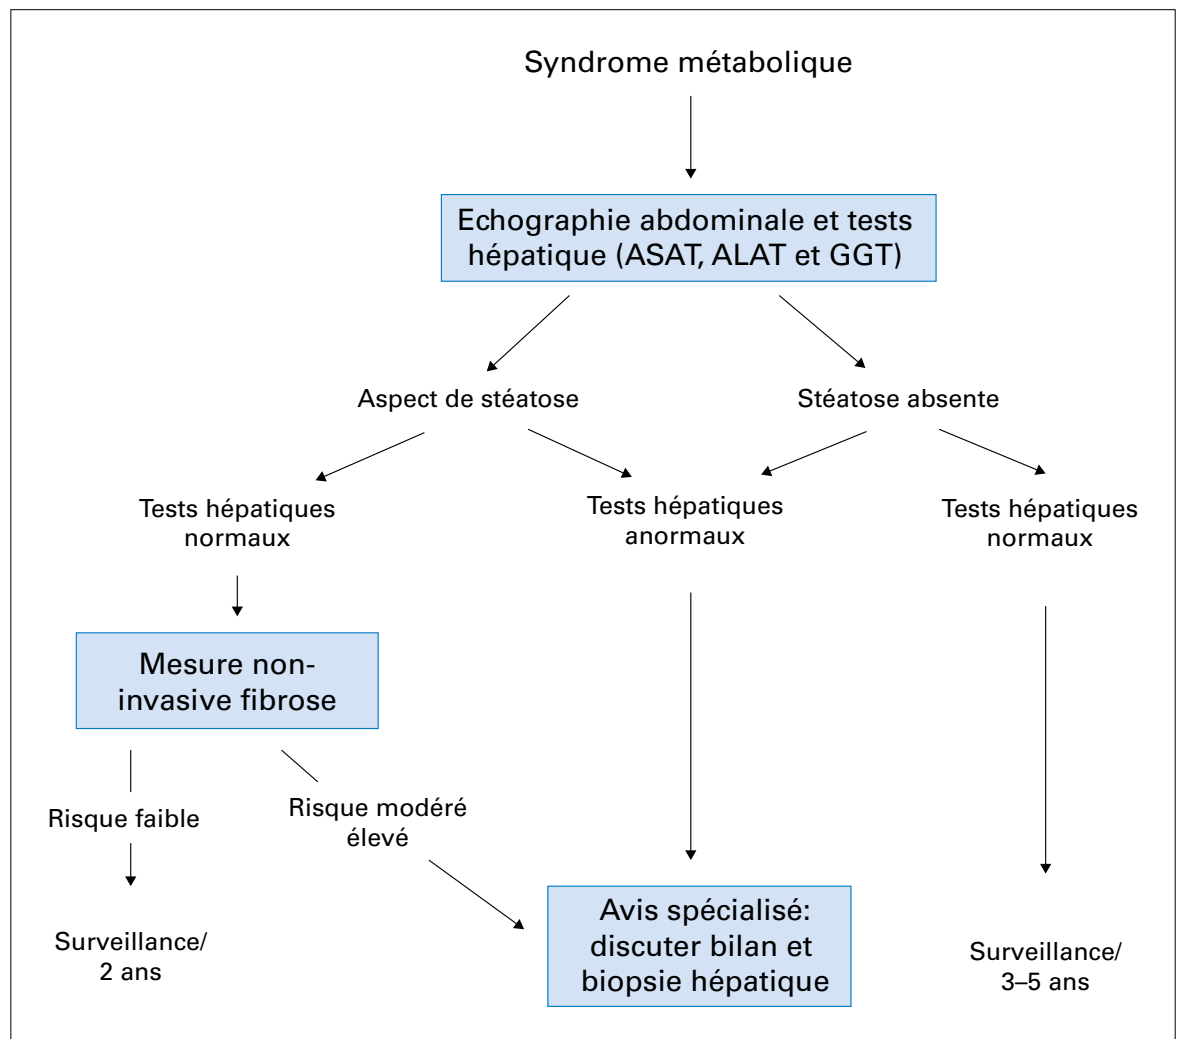 Syndrome métabolique
Echographie abdominale et tests
hépatique (ASAT, ALAT et GGT)
Aspect de stéatose
Stéatose absente
Tests hépatiques
normaux
Tests hépatiques
anormaux
Tests hépatiques
normaux
Mesure non-
invasive fibrose
Risque faible
Risque modéré
élevé
Surveillance/
2 ans
Avis spécialisé:
discuter bilan et
biopsie hépatique
Surveillance/
3–5 ans